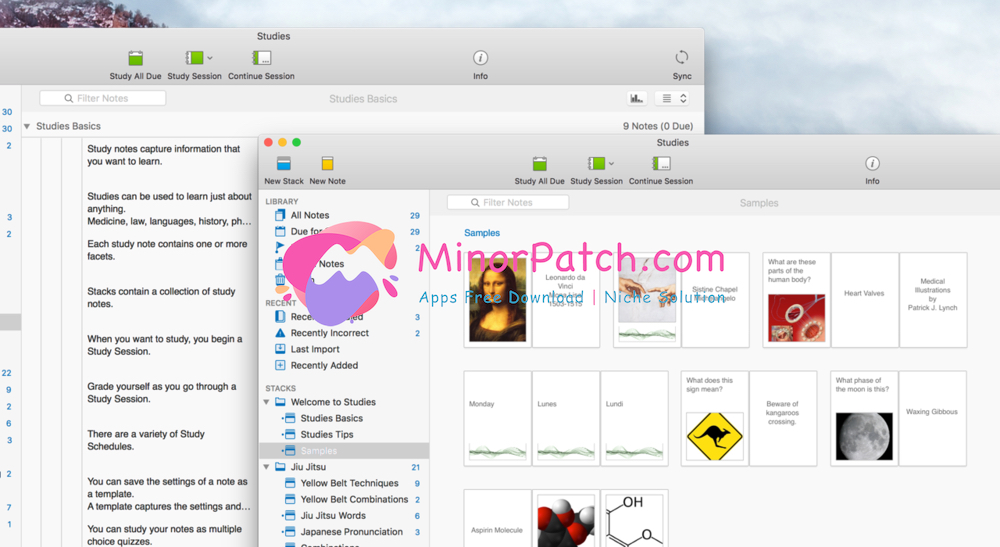 Studies
Study All Due
Study Session
Continue Session
Info
Sync
Filter Notes
Studies Basics
30
30
Studies Basics
9 Notes (0 Due)
2
Study notes capture information that
you want to learn.
Studies can be used to learn just about
anything.
3
Medicine, law, languages, history, ph...
2
Each study note contains one or more
facets.
Stacks contain a collection of study
notes.
When you want to study, you begin a
Study Session.
22
9
Grade yourself as you go through a
2
Study Session.
6
3
There are a variety of Study
Schedules.
2
You can save the settings of a note as
a template.
7
A template captures the settings and...
1
You can study your notes as multiple
choice quizzes.
Studies
New Stack
New Note
Study All Due
Study Session
Continue Session
Info
LIBRARY
All Notes 29
Due for 29
2
Notes
RECENT
Recently 3
Recently Incorrect 2
Last Import
Recently Added
STACKS
Welcome to Studies
Studies Basics
Studies Tips
Samples
Jiu Jitsu 21
Yellow Belt Techniques 9
Yellow Belt Combinations 2
Jiu Jitsu Words 6
Japanese Pronunciation 3
Combinations
Filter Notes
Samples
Samples
MinorPatch.com
Apps Free Download | Niche Solution
Leonardo da
Vinci
1503-1519
Sistine Chapel
What are these
parts of the
human body?
Heart Valves
Medical
Illustrations
by
Patrick J. Lynch
Monday
Lunes
Lundi
What does this
sign mean?
Beware of
kangaroos
crossing.
What phase of
the moon is this?
Waxing Gibbous
Aspirin Molecule
OH
O